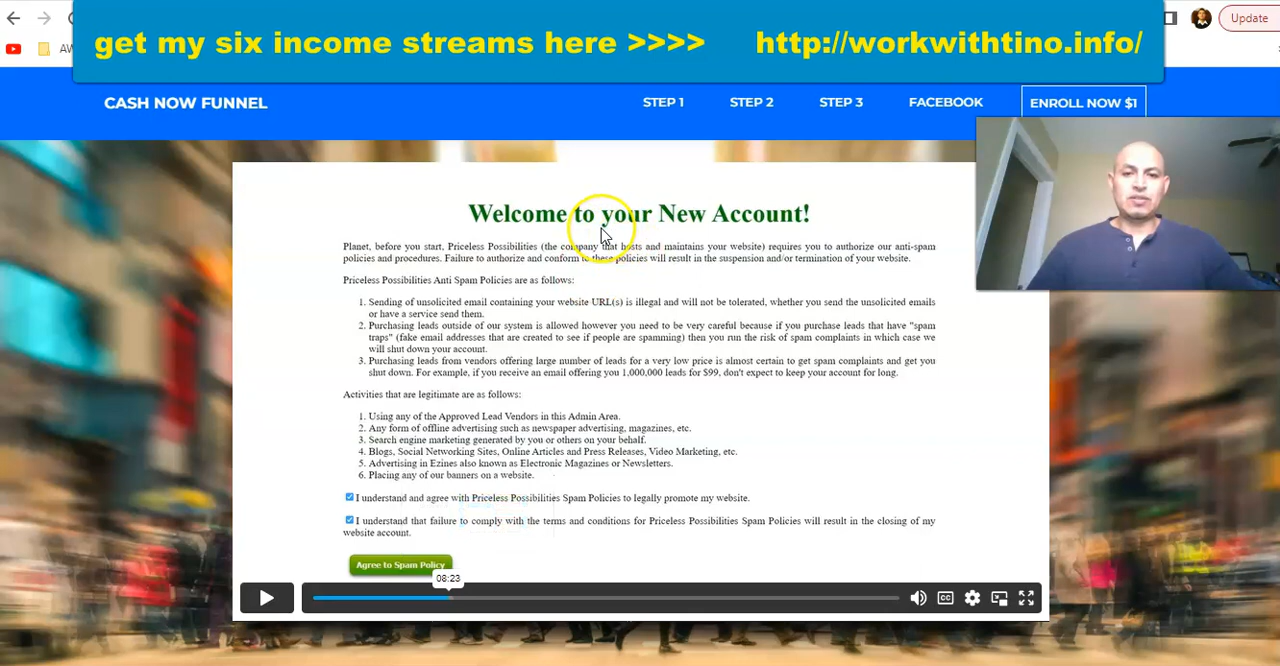 Update
get my six income streams here >>>> http://workwithtino.info/
CASH NOW FUNNEL STEP 1 STEP 2 STEP 3 FACEBOOK ENROLL NOW $1
Welcome to your New Account!
Planet, before you start, Priceless Possibilities (the company that hosts and maintains your website) requires you to authorize our anti-spam
policies and procedures. Failure to authorize and conform to these policies will result in the suspension and/or termination of your website.
Priceless Possibilities Anti Spam Policies are as follows:
1. Sending of unsolicited email containing your website URL(s) is illegal and will not be tolerated, whether you send the unsolicited emails
or have a service send them.
2. Purchasing leads outside of our system is allowed however you need to be very careful because if you purchase leads that have "spam
traps" (fake email addresses that are created to see if people are spamming) then you run the risk of spam complaints in which case we
will shut down your account.
3. Purchasing leads from vendors offering large number of leads for a very low price is almost certain to get spam complaints and get you
shut down. For example, if you receive an email offering you 1,000,000 leads for $99, don't expect to keep your account for long.
Activities that are legitimate are as follows:
1. Using any of the Approved Lead Vendors in this Admin Area.
2. Any form of offline advertising such as newspaper advertising, magazines, etc.
3. Search engine marketing generated by you or others on your behalf.
4. Blogs, Social Networking Sites, Online Articles and Press Releases, Video Marketing, etc.
5. Advertising in Ezines also known as Electronic Magazines or Newsletters.
6. Placing any of our banners on a website.
I understand and agree with Priceless Possibilities Spam Policies to legally promote my website.
I understand that failure to comply with the terms and conditions for Priceless Possibilities Spam Policies will result in the closing of my
website account.
Agree to Spam Policy
08:23
CC